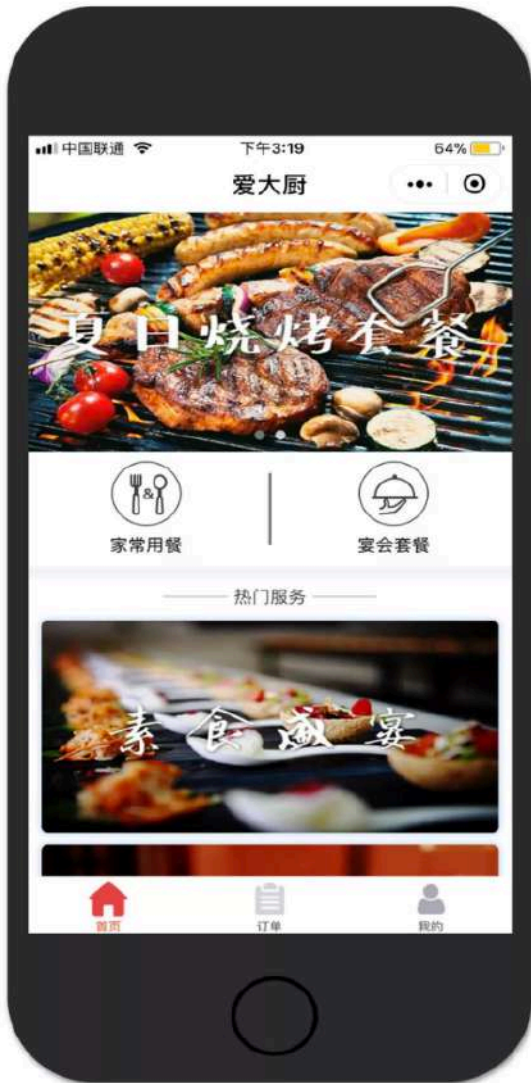 中国联通 下午3:19 64%
爱大厨
夏日烧烤套餐
&
家常用餐 宴会套餐
热门服务
素食盛宴
首页 订单 我的